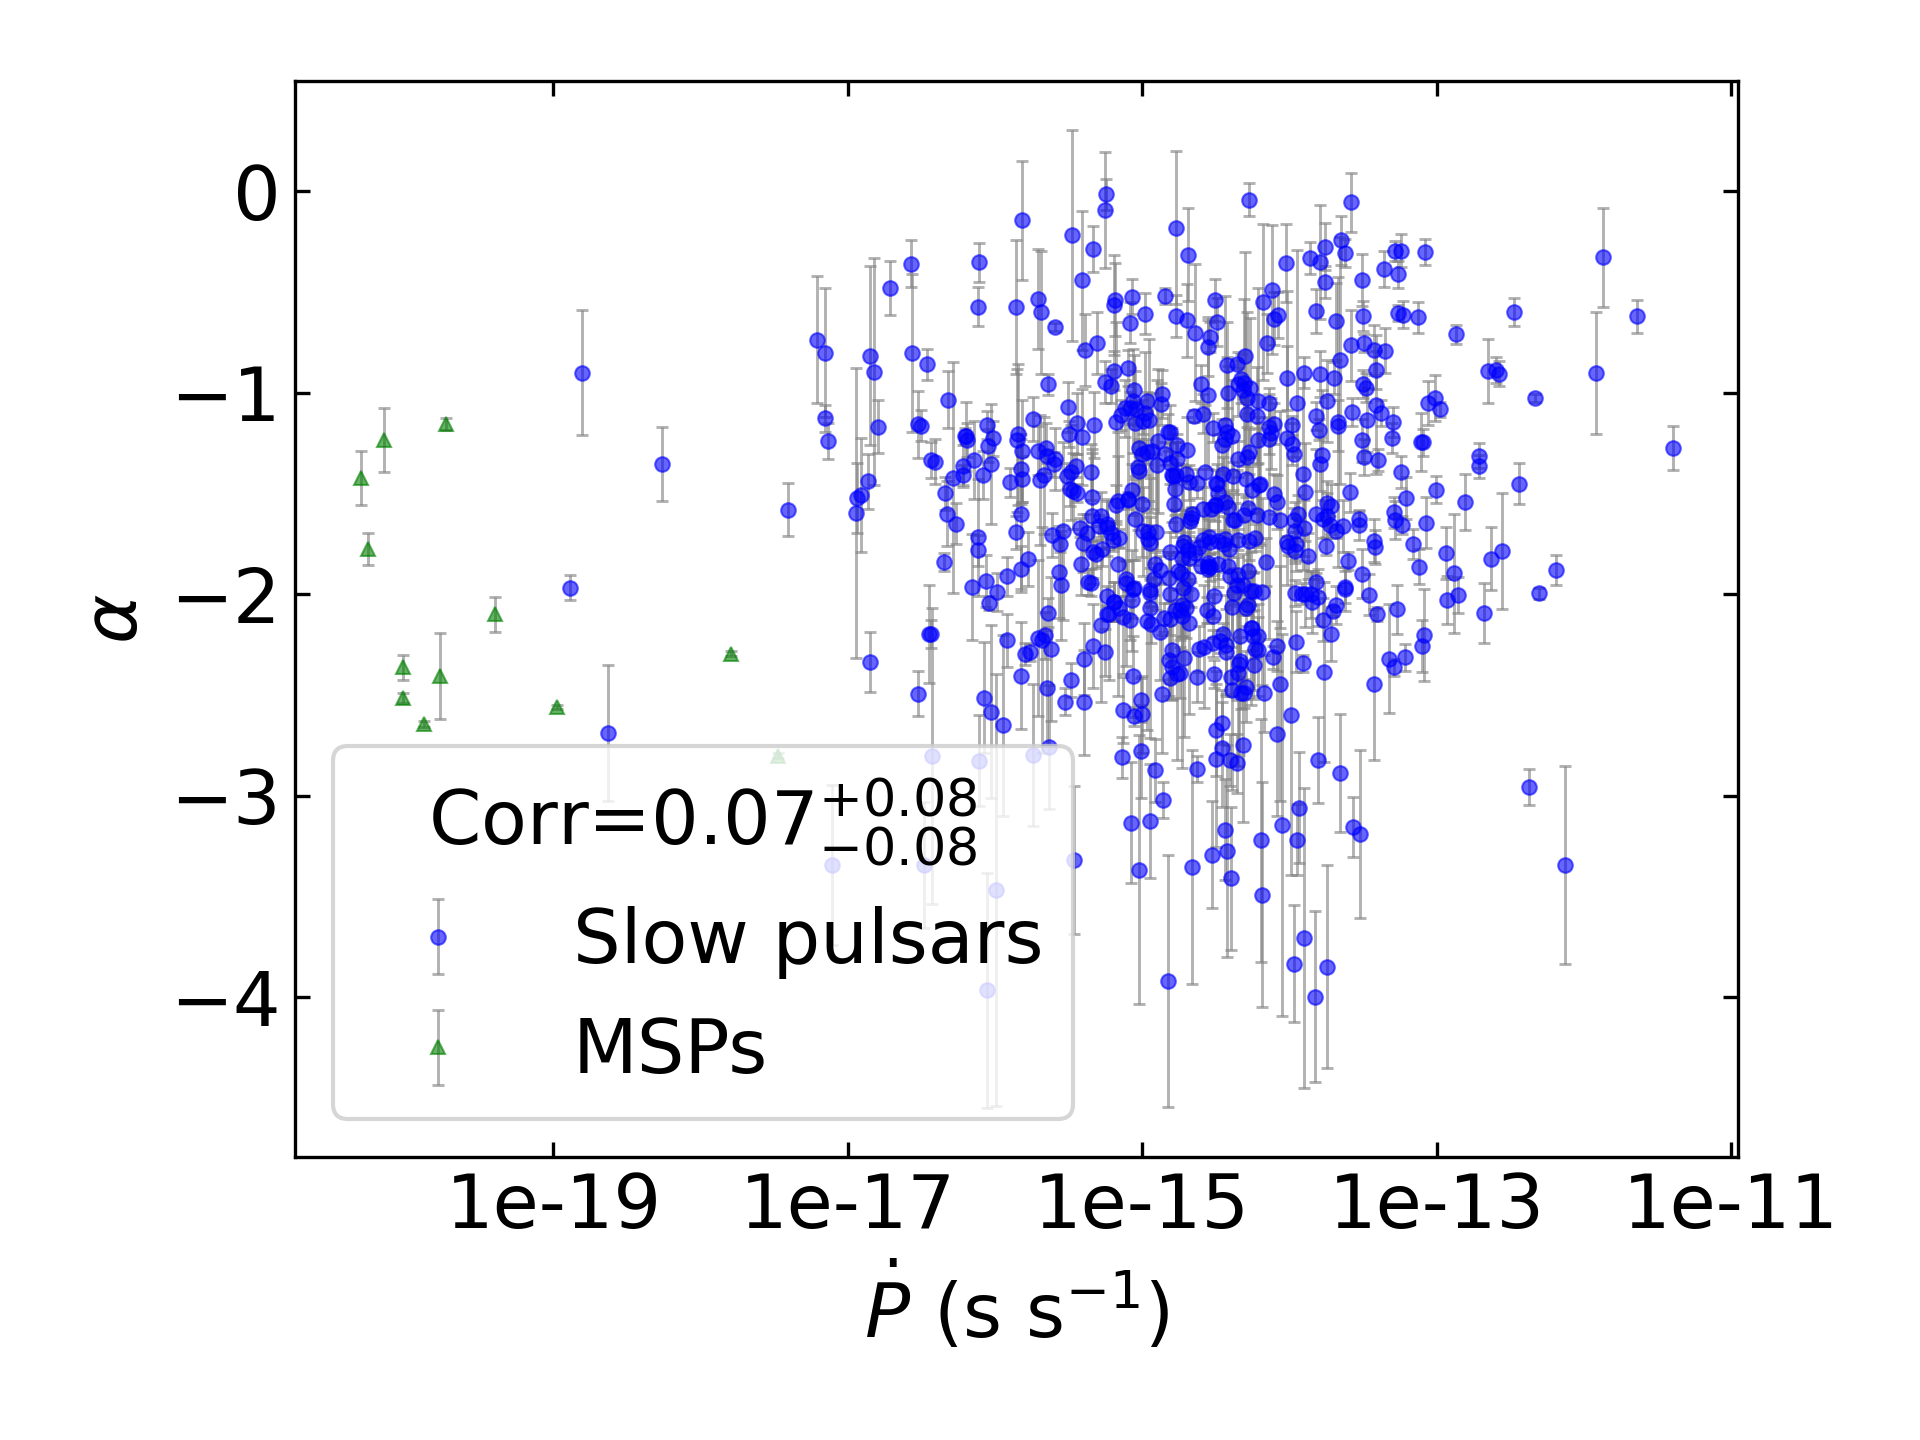 0
−1
−2
−3
−4
α
Corr=0.07+0.08−0.08
Slow pulsars
MSPs
1e-19 1e-17 1e-15 1e-13 1e-11
Ṗ (s s⁻¹)